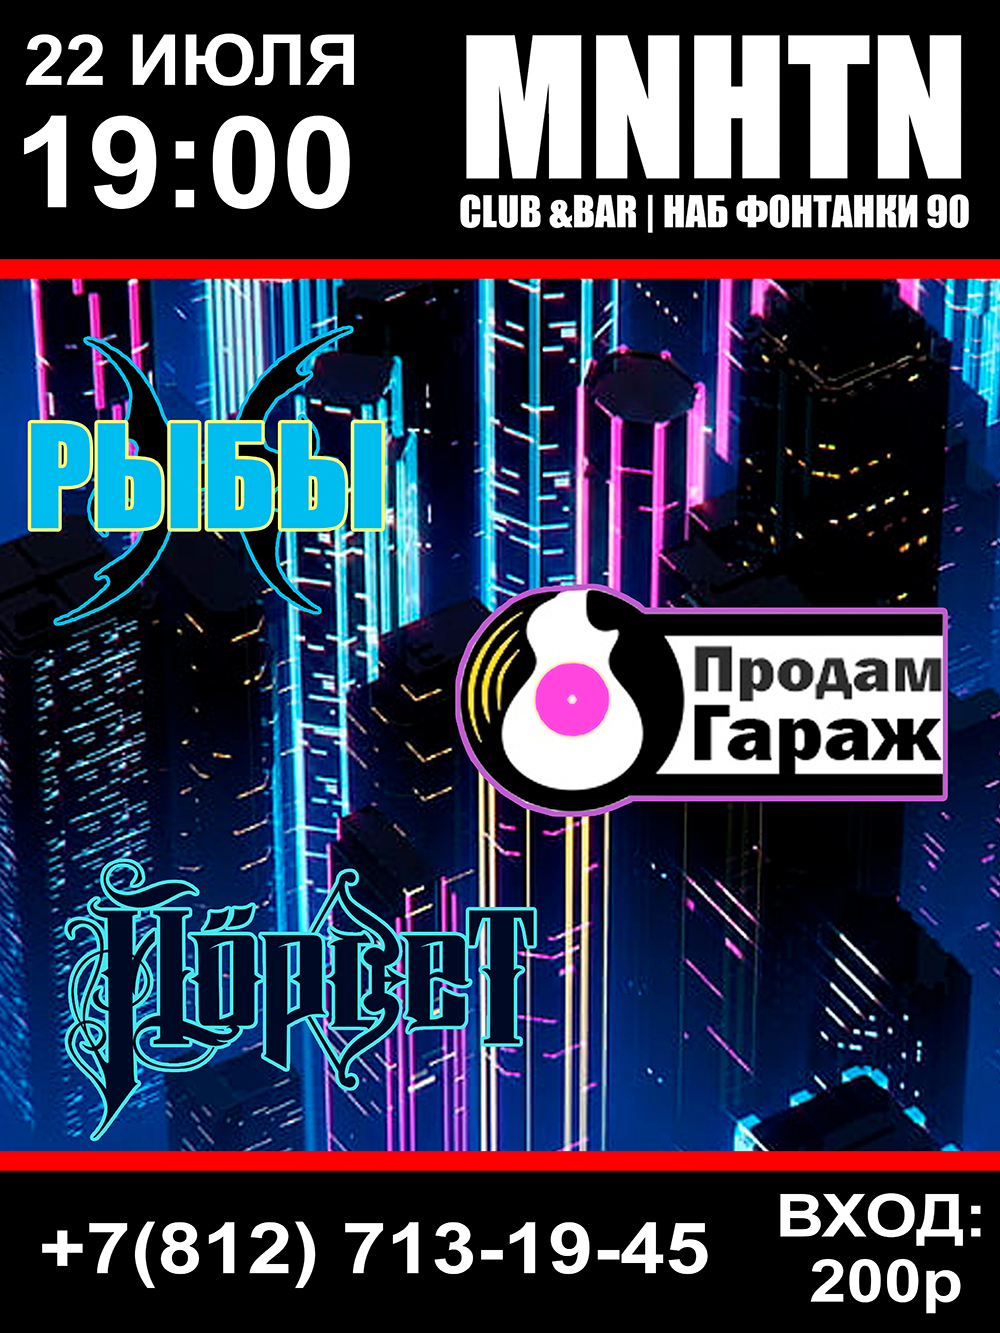 22 ИЮЛЯ
19:00
MNHTN
CLUB &BAR | НАБ ФОНТАНКИ 90
РЫБЫ
Продам
Гараж
+7(812) 713-19-45
ВХОД:
200р